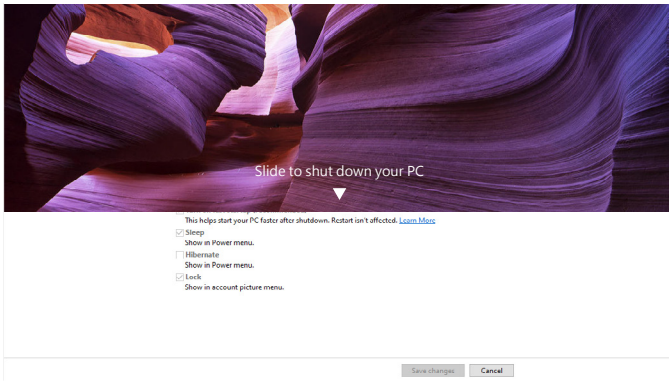 Slide to shut down your PC
This helps start your PC faster after shutdown. Restart isn't affected. Learn More
Sleep
Show in Power menu.
Hibernate
Show in Power menu.
Lock
Show in account picture menu.
Save changes Cancel